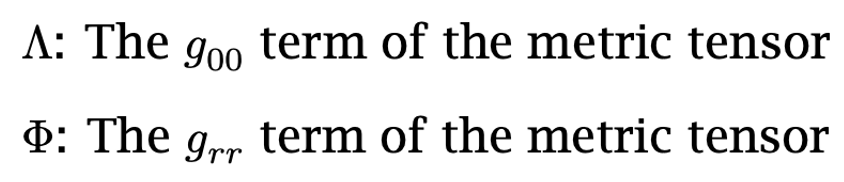 Λ: The g₀₀ term of the metric tensor
Φ: The gᵣᵣ term of the metric tensor